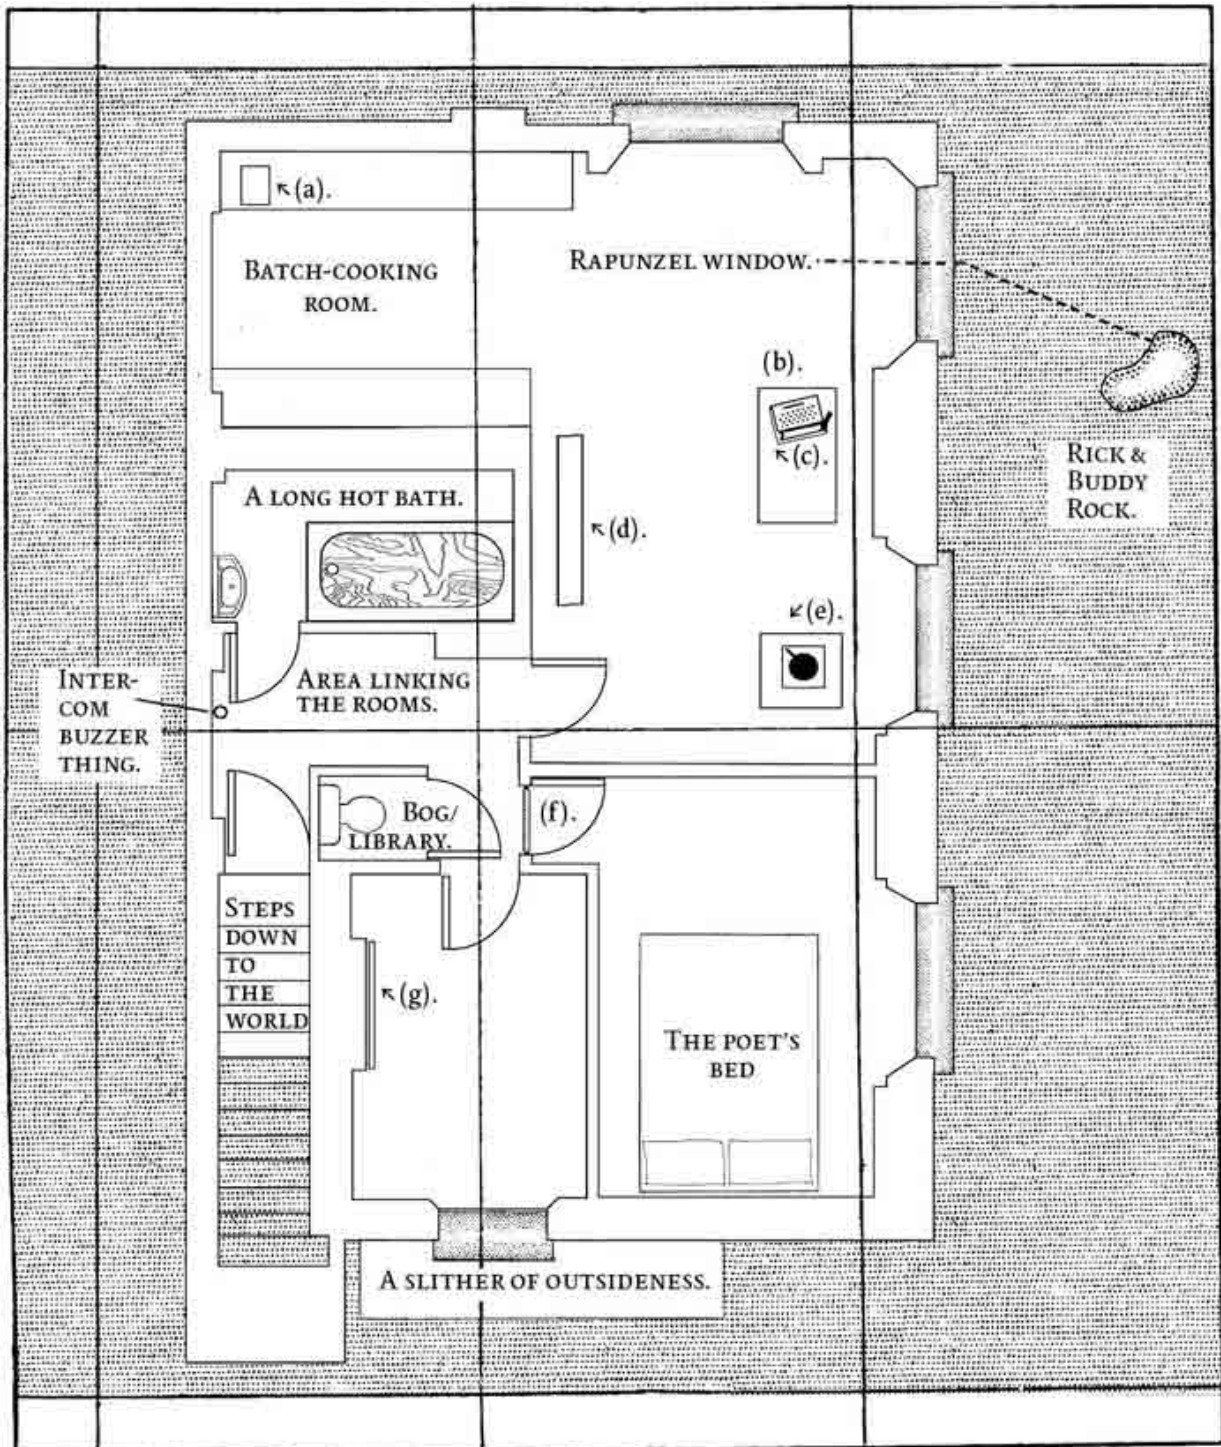 (a).
BATCH-COOKING
ROOM.
RAPUNZEL WINDOW.
(b).
(c).
RICK &
BUDDY
ROCK.
A LONG HOT BATH.
(d).
(e).
INTER-
COM
BUZZER
THING.
AREA LINKING
THE ROOMS.
BOG/
LIBRARY.
(f).
STEPS
DOWN
TO
THE
WORLD
(g).
THE POET'S
BED
A SLITHER OF OUTSIDENESS.